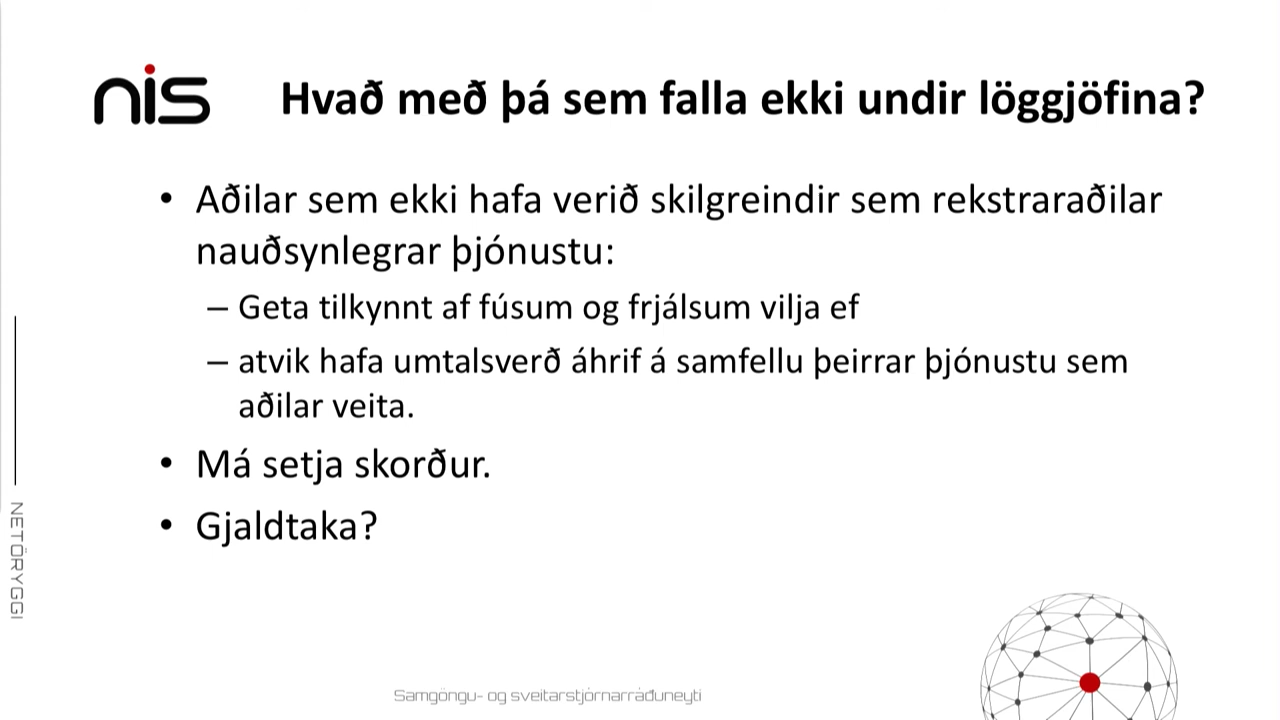 nis
Hvað með þá sem falla ekki undir löggjöfina?
• Aðilar sem ekki hafa verið skilgreindir sem rekstraraðilar
nauðsynlegrar þjónustu:
– Geta tilkynnt af fúsum og frjálsum vilja ef
– atvik hafa umtalsverð áhrif á samfellu þeirrar þjónustu sem
aðilar veita.
• Má setja skorður.
• Gjaldtaka?
NETÖRYGGI
Samgöngu- og sveitarstjórnarráðuneyti